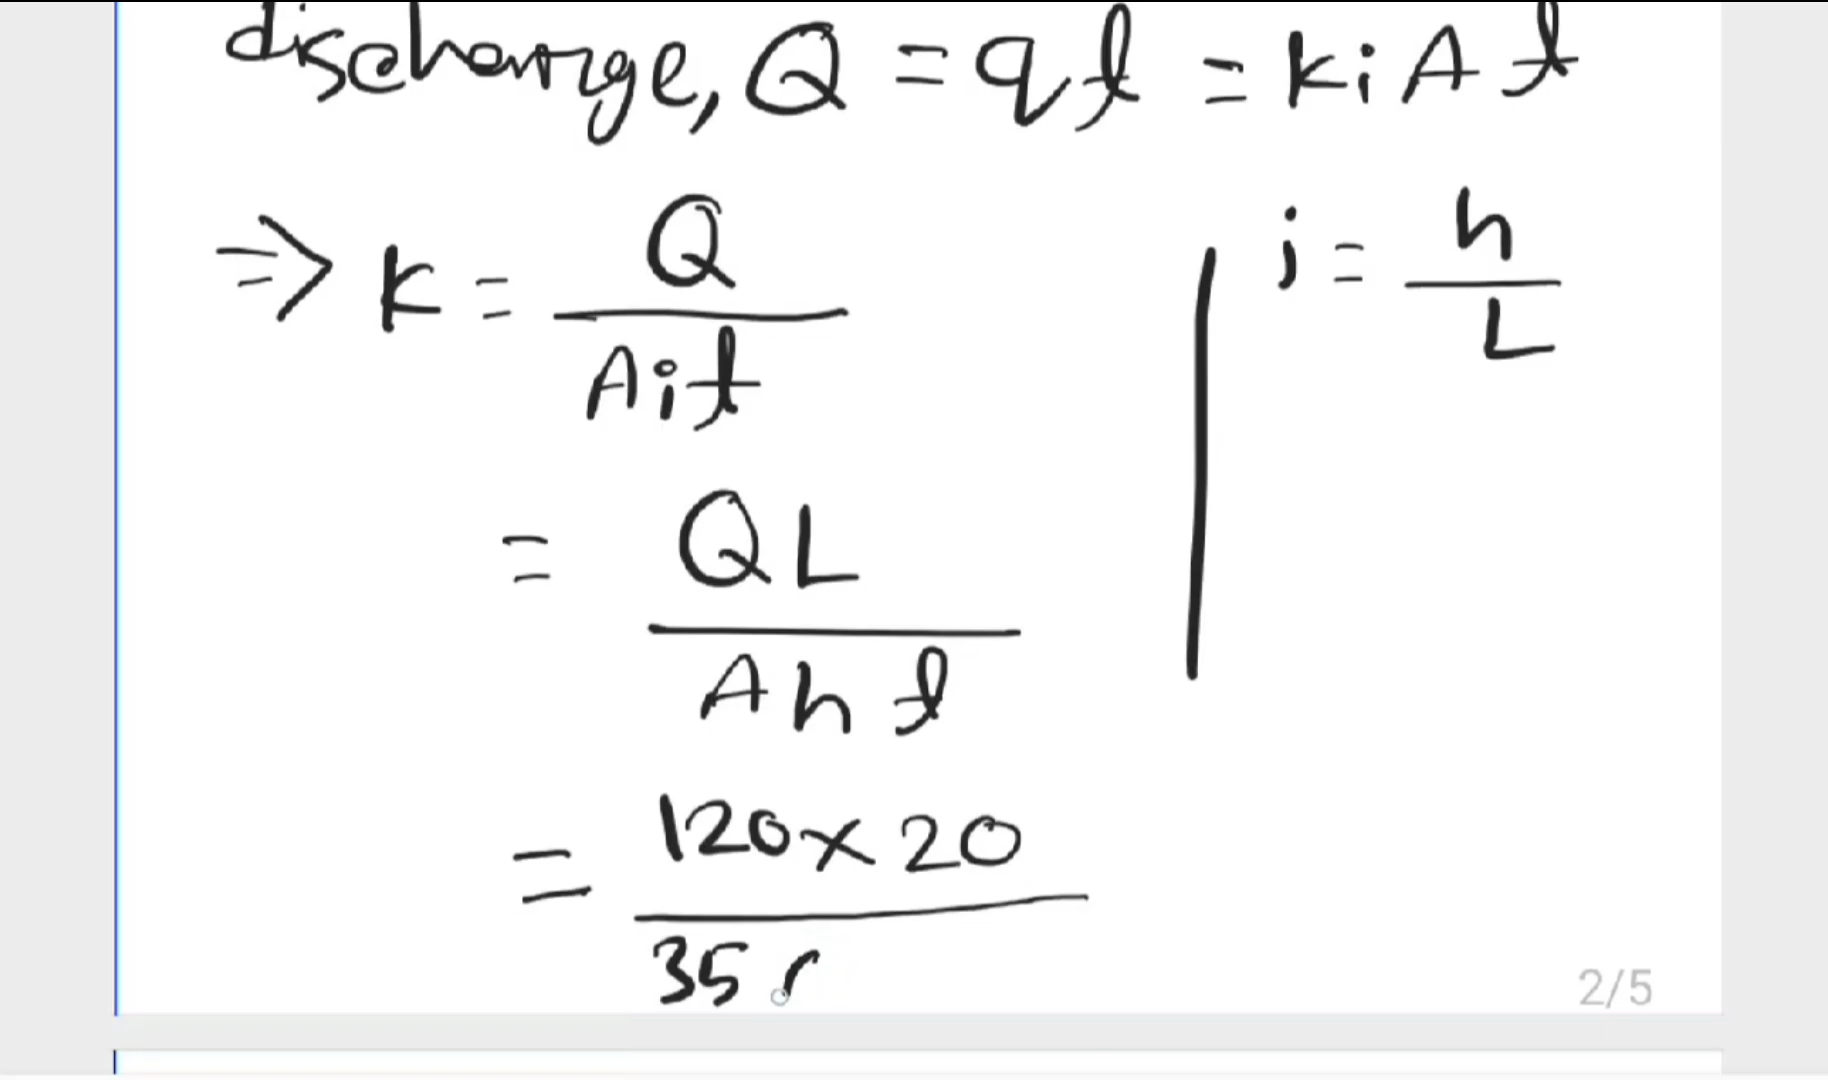 discharge, Q = qt = kiAt
⇒ k = Q / Ait
i = h / L
= QL / Aht
= 120 x 20 / 35
2/5